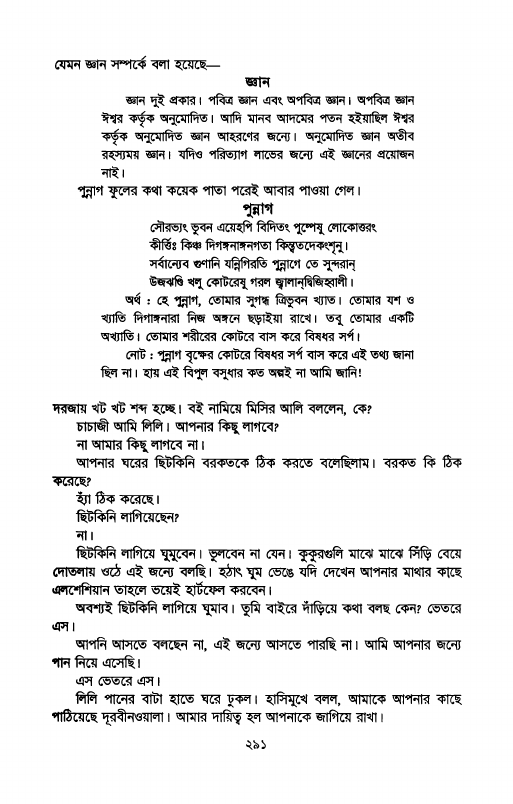 যেমন জ্ঞান সম্পর্কে বলা হয়েছে—
জ্ঞান
জ্ঞান দুই প্রকার। পবিত্র জ্ঞান এবং অপবিত্র জ্ঞান। অপবিত্র জ্ঞান
ঈশ্বর কর্তৃক অনুমোদিত। আদি মানব আদমের পতন হইয়াছিল ঈশ্বর
কর্তৃক অনুমোদিত জ্ঞান আহরণের জন্যে। অনুমোদিত জ্ঞান অতীব
রহস্যময় জ্ঞান। যদিও পরিত্যাগ লাভের জন্যে এই জ্ঞানের প্রয়োজন
নাই।
পুন্নাগ ফুলের কথা কয়েক পাতা পরেই আবার পাওয়া গেল।
পুন্নাগ
সৌরভ্যং ভুবন এয়েহপি বিদিতং পুষ্পেষু লোকোত্তরং
কীর্ত্তিঃ কিঞ্চ দিগঙ্গনাঙ্গনগতা কিন্ত্বতদেকংশৃনু।
সর্বান্যেব গুণানি যন্নিগিরতি পুন্নাগে তে সুন্দরান্
উজঝণ্ডি খলু কোটরেষু গরল জ্বালান্‌দ্বিজিহ্বালী।
অর্থ : হে পুন্নাগ, তোমার সুগন্ধ ত্রিভুবন খ্যাত। তোমার যশ ও
খ্যাতি দিগাঙ্গনারা নিজ অঙ্গনে ছড়াইয়া রাখে। তবু তোমার একটি
অখ্যাতি। তোমার শরীরের কোটরে বাস করে বিষধর সর্প।
নোট : পুন্নাগ বৃক্ষের কোটরে বিষধর সর্প বাস করে এই তথ্য জানা
ছিল না। হায় এই বিপুল বসুধার কত অল্পই না আমি জানি!
দরজায় খট খট শব্দ হচ্ছে। বই নামিয়ে মিসির আলি বললেন, কে?
চাচাজী আমি লিলি। আপনার কিছু লাগবে?
না আমার কিছু লাগবে না।
আপনার ঘরের ছিটকিনি বরকতকে ঠিক করতে বলেছিলাম। বরকত কি ঠিক
করেছে?
হ্যাঁ ঠিক করেছে।
ছিটকিনি লাগিয়েছেন?
না।
ছিটকিনি লাগিয়ে ঘুমুবেন। ভুলবেন না যেন। কুকুরগুলি মাঝে মাঝে সিঁড়ি বেয়ে
দোতলায় ওঠে এই জন্যে বলছি। হঠাৎ ঘুম ভেঙে যদি দেখেন আপনার মাথার কাছে
এলশেশিয়ান তাহলে ভয়েই হার্টফেল করবেন।
অবশ্যই ছিটকিনি লাগিয়ে ঘুমাব। তুমি বাইরে দাঁড়িয়ে কথা বলছ কেন? ভেতরে
এস।
আপনি আসতে বলছেন না, এই জন্যে আসতে পারছি না। আমি আপনার জন্যে
পান নিয়ে এসেছি।
এস ভেতরে এস।
লিলি পানের বাটা হাতে ঘরে ঢুকল। হাসিমুখে বলল, আমাকে আপনার কাছে
পাঠিয়েছে দূরবীনওয়ালা। আমার দায়িত্ব হল আপনাকে জাগিয়ে রাখা।
২৯১